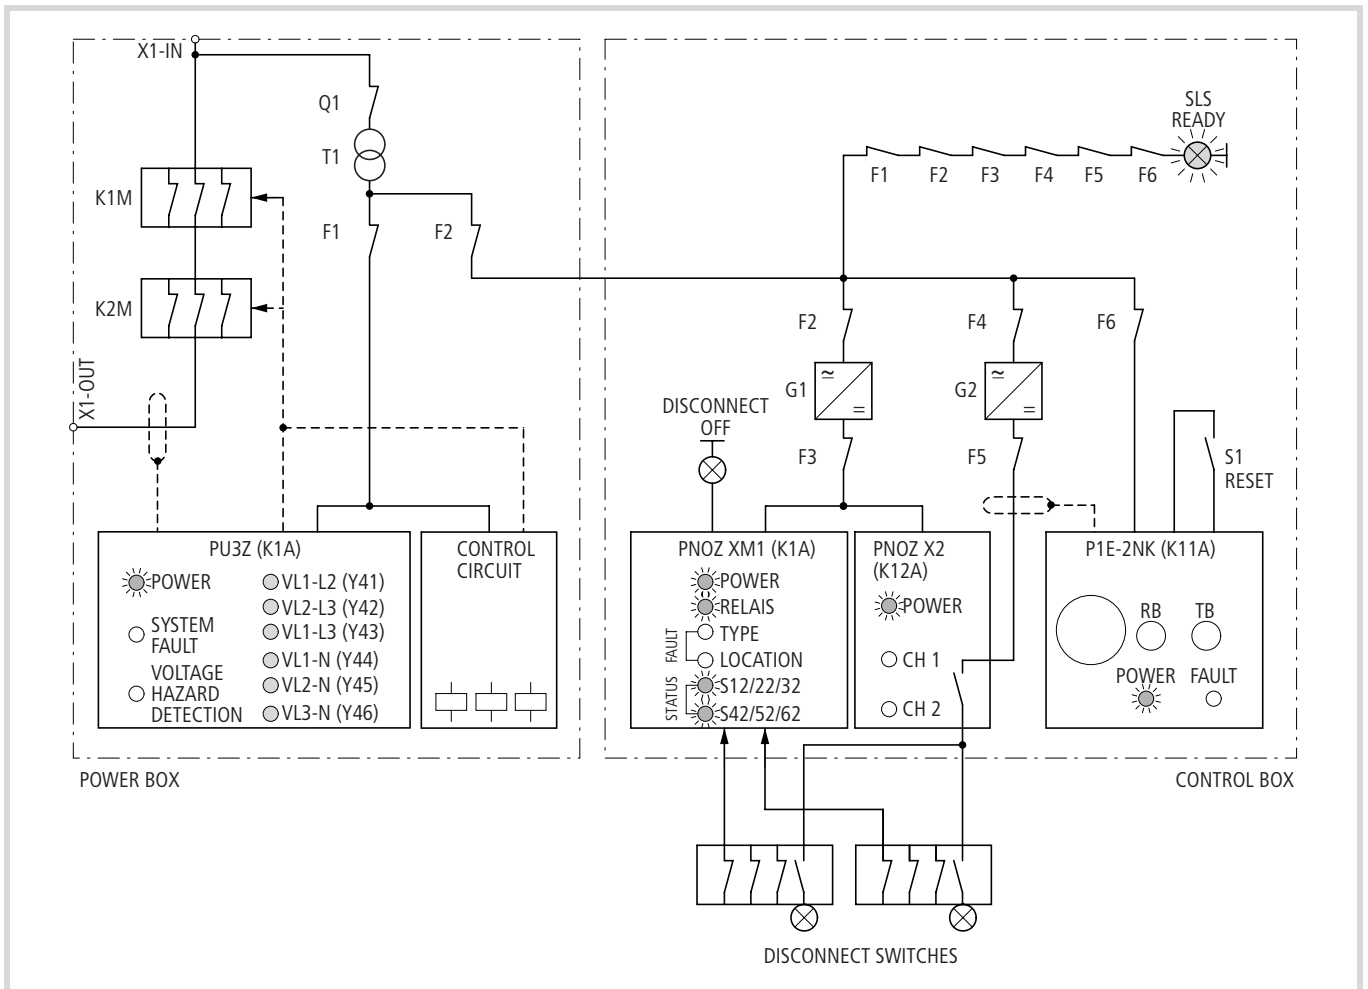 X1-IN
Q1
T1
K1M
F1
F2
K2M
X1-OUT
PU3Z (K1A)
POWER
SYSTEM
FAULT
VOLTAGE
HAZARD
DETECTION
VL1-L2 (Y41)
VL2-L3 (Y42)
VL1-L3 (Y43)
VL1-N (Y44)
VL2-N (Y45)
VL3-N (Y46)
CONTROL
CIRCUIT
POWER BOX
SLS
READY
F1 F2 F3 F4 F5 F6
F2
F4
F6
G1
G2
DISCONNECT
OFF
F3
F5
S1
RESET
PNOZ XM1 (K1A)
POWER
RELAIS
FAULT
TYPE
LOCATION
STATUS
S12/22/32
S42/52/62
PNOZ X2
(K12A)
POWER
CH 1
CH 2
P1E-2NK (K11A)
RB
TB
POWER
FAULT
CONTROL BOX
DISCONNECT SWITCHES